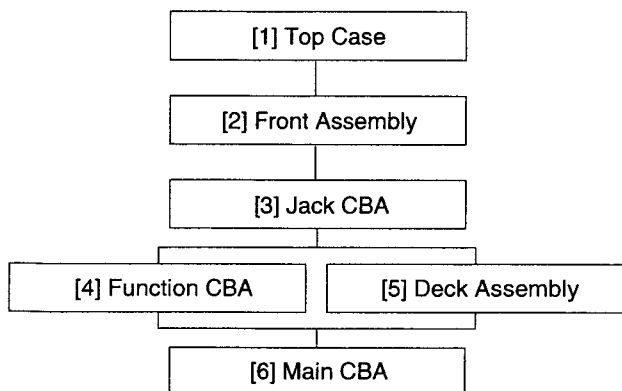 [1] Top Case
[2] Front Assembly
[3] Jack CBA
[4] Function CBA
[5] Deck Assembly
[6] Main CBA